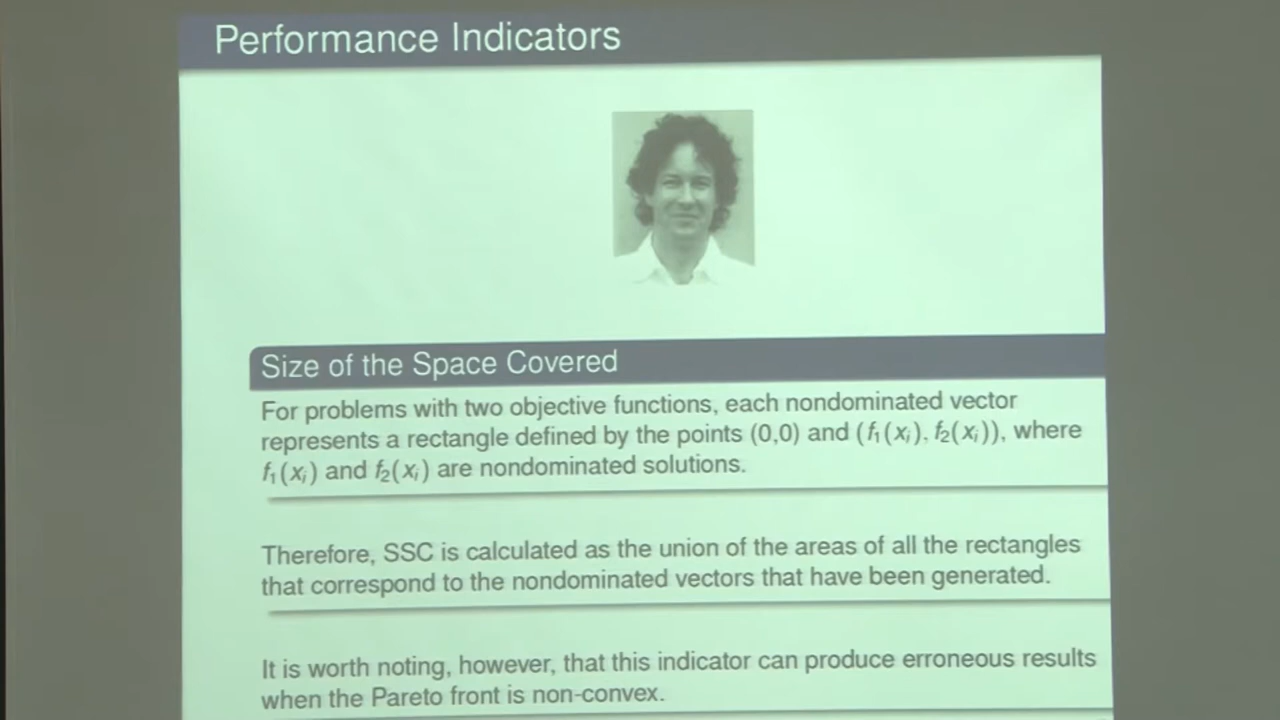 Performance Indicators
Size of the Space Covered
For problems with two objective functions, each nondominated vector
represents a rectangle defined by the points (0,0) and (f₁(xᵢ), f₂(xᵢ)), where
f₁(xᵢ) and f₂(xᵢ) are nondominated solutions.
Therefore, SSC is calculated as the union of the areas of all the rectangles
that correspond to the nondominated vectors that have been generated.
It is worth noting, however, that this indicator can produce erroneous results
when the Pareto front is non-convex.